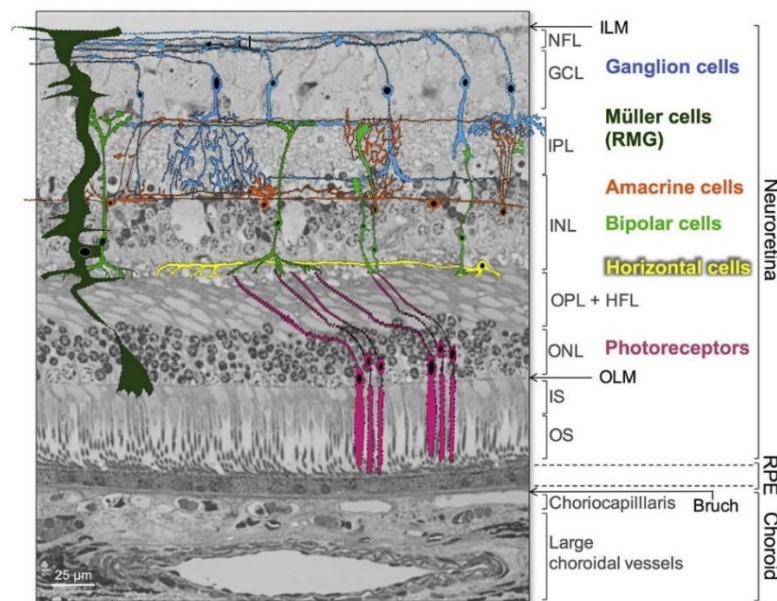 ILM
NFL
GCL
Ganglion cells
Müller cells
(RMG)
IPL
Amacrine cells
INL
Bipolar cells
Horizontal cells
OPL + HFL
ONL
Photoreceptors
OLM
IS
OS
Neuroretina
RPE
Choriocapilllaris
Bruch
Large
choroidal vessels
Choroid
25 µm